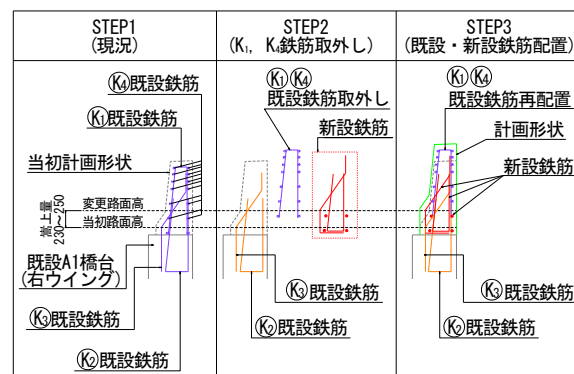 STEP1
(現況)
K4既設鉄筋
K1既設鉄筋
当初計画形状
変更路面高
当初路面高
嵩上量
230～250
既設A1橋台
(右ウイング)
K3既設鉄筋
K2既設鉄筋
STEP2
(K1, K4鉄筋取外し)
K1 K4
既設鉄筋取外し
新設鉄筋
K3既設鉄筋
K2既設鉄筋
STEP3
(既設・新設鉄筋配置)
K1 K4
既設鉄筋再配置
計画形状
新設鉄筋
K3既設鉄筋
K2既設鉄筋